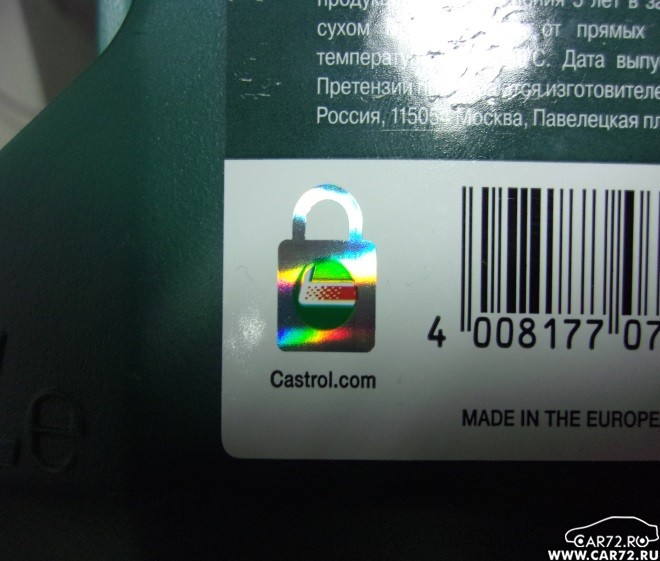 сухом от прямых
С. Дата выпу
Претензии изготовителе
Россия, 115054 Москва, Павелецкая пл
Castrol.com
4 008177 07
MADE IN THE EUROPE
Le
CAR72.RU
WWW.CAR72.RU